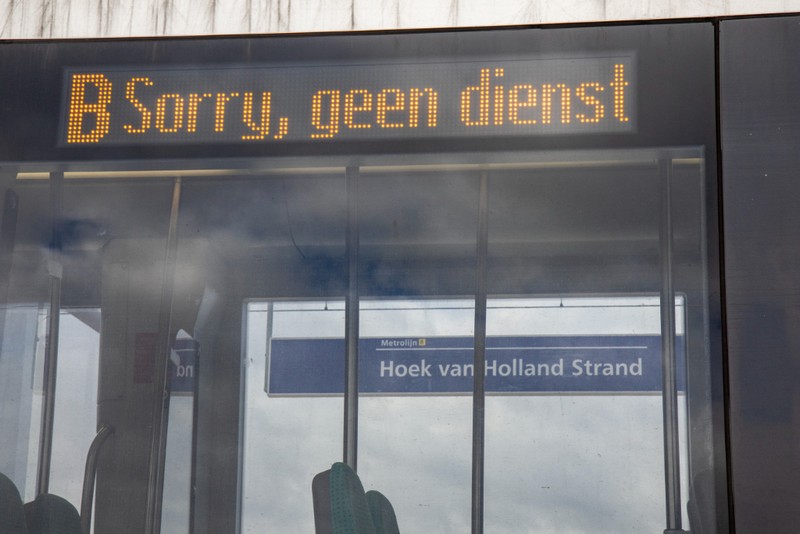 B Sorry, geen dienst
Metrolijn
Hoek van Holland Strand